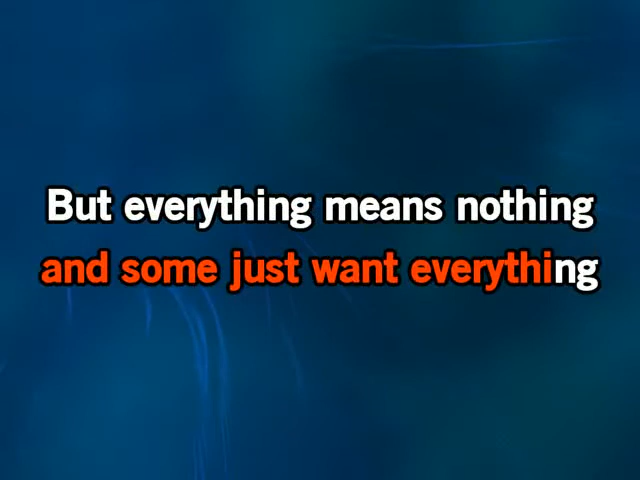 But everything means nothing
and some just want everything